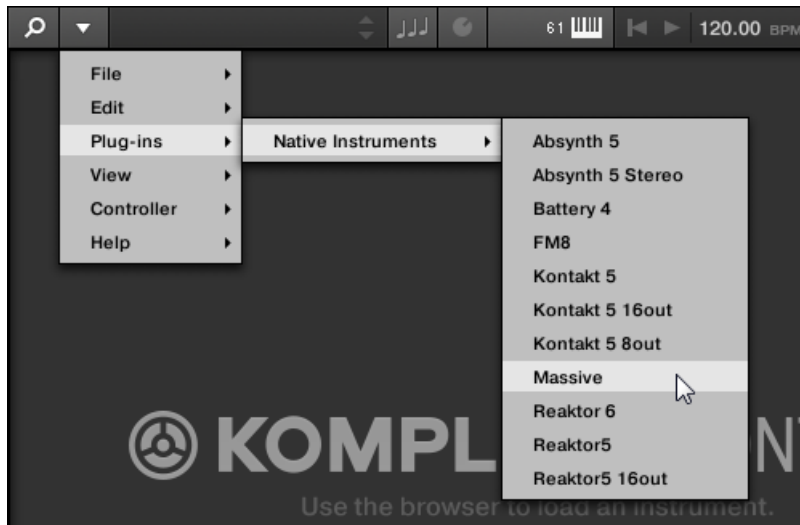 61
120.00 BPM
File
Edit
Plug-ins
View
Controller
Help
Native Instruments
Absynth 5
Absynth 5 Stereo
Battery 4
FM8
Kontakt 5
Kontakt 5 16out
Kontakt 5 8out
Massive
Reaktor 6
Reaktor5
Reaktor5 16out
KOMPL
Use the browser to load an instrument.